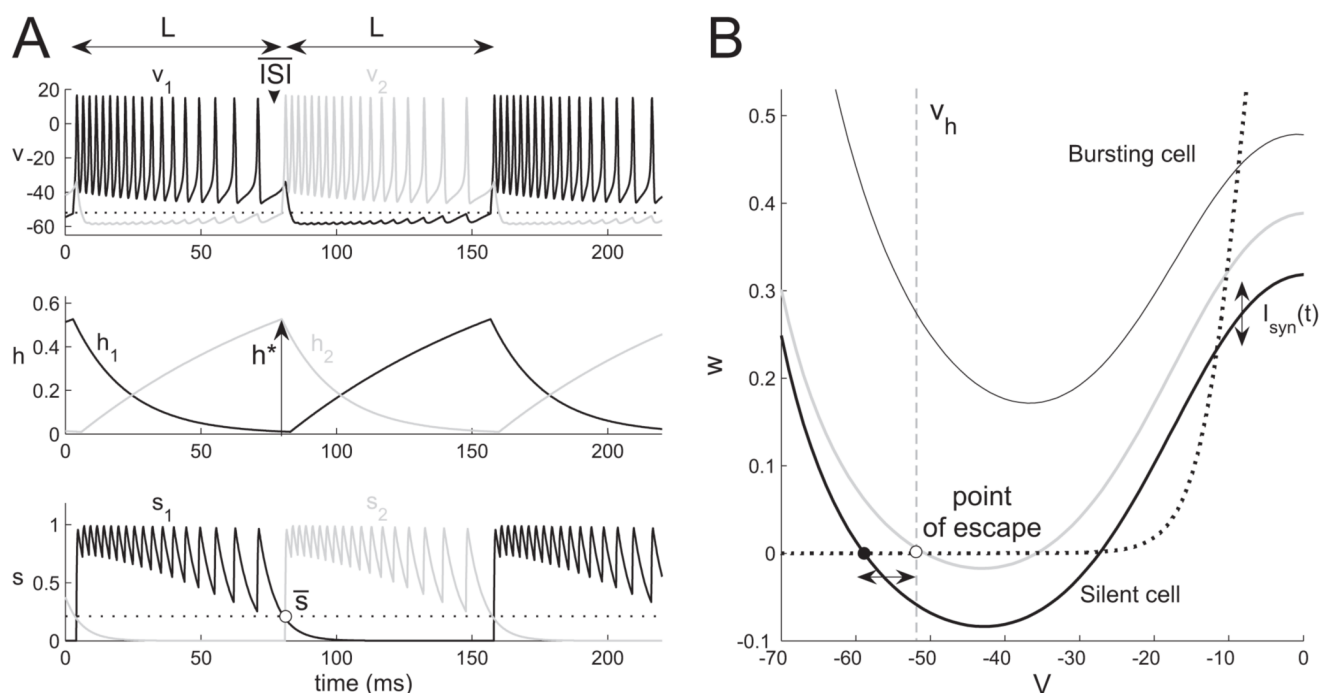 A
L
L
ISI
v1
v2
20
0
-20
-40
-60
v
0
50
100
150
200
0.6
0.4
0.2
0
h
h1
h*
h2
0
50
100
150
200
s1
s2
1
0.5
0
s
s
0
50
100
150
200
time (ms)
B
vh
Bursting cell
0.5
0.4
0.3
0.2
0.1
0
-0.1
w
Isyn(t)
point
of escape
Silent cell
-70
-60
-50
-40
-30
-20
-10
0
V